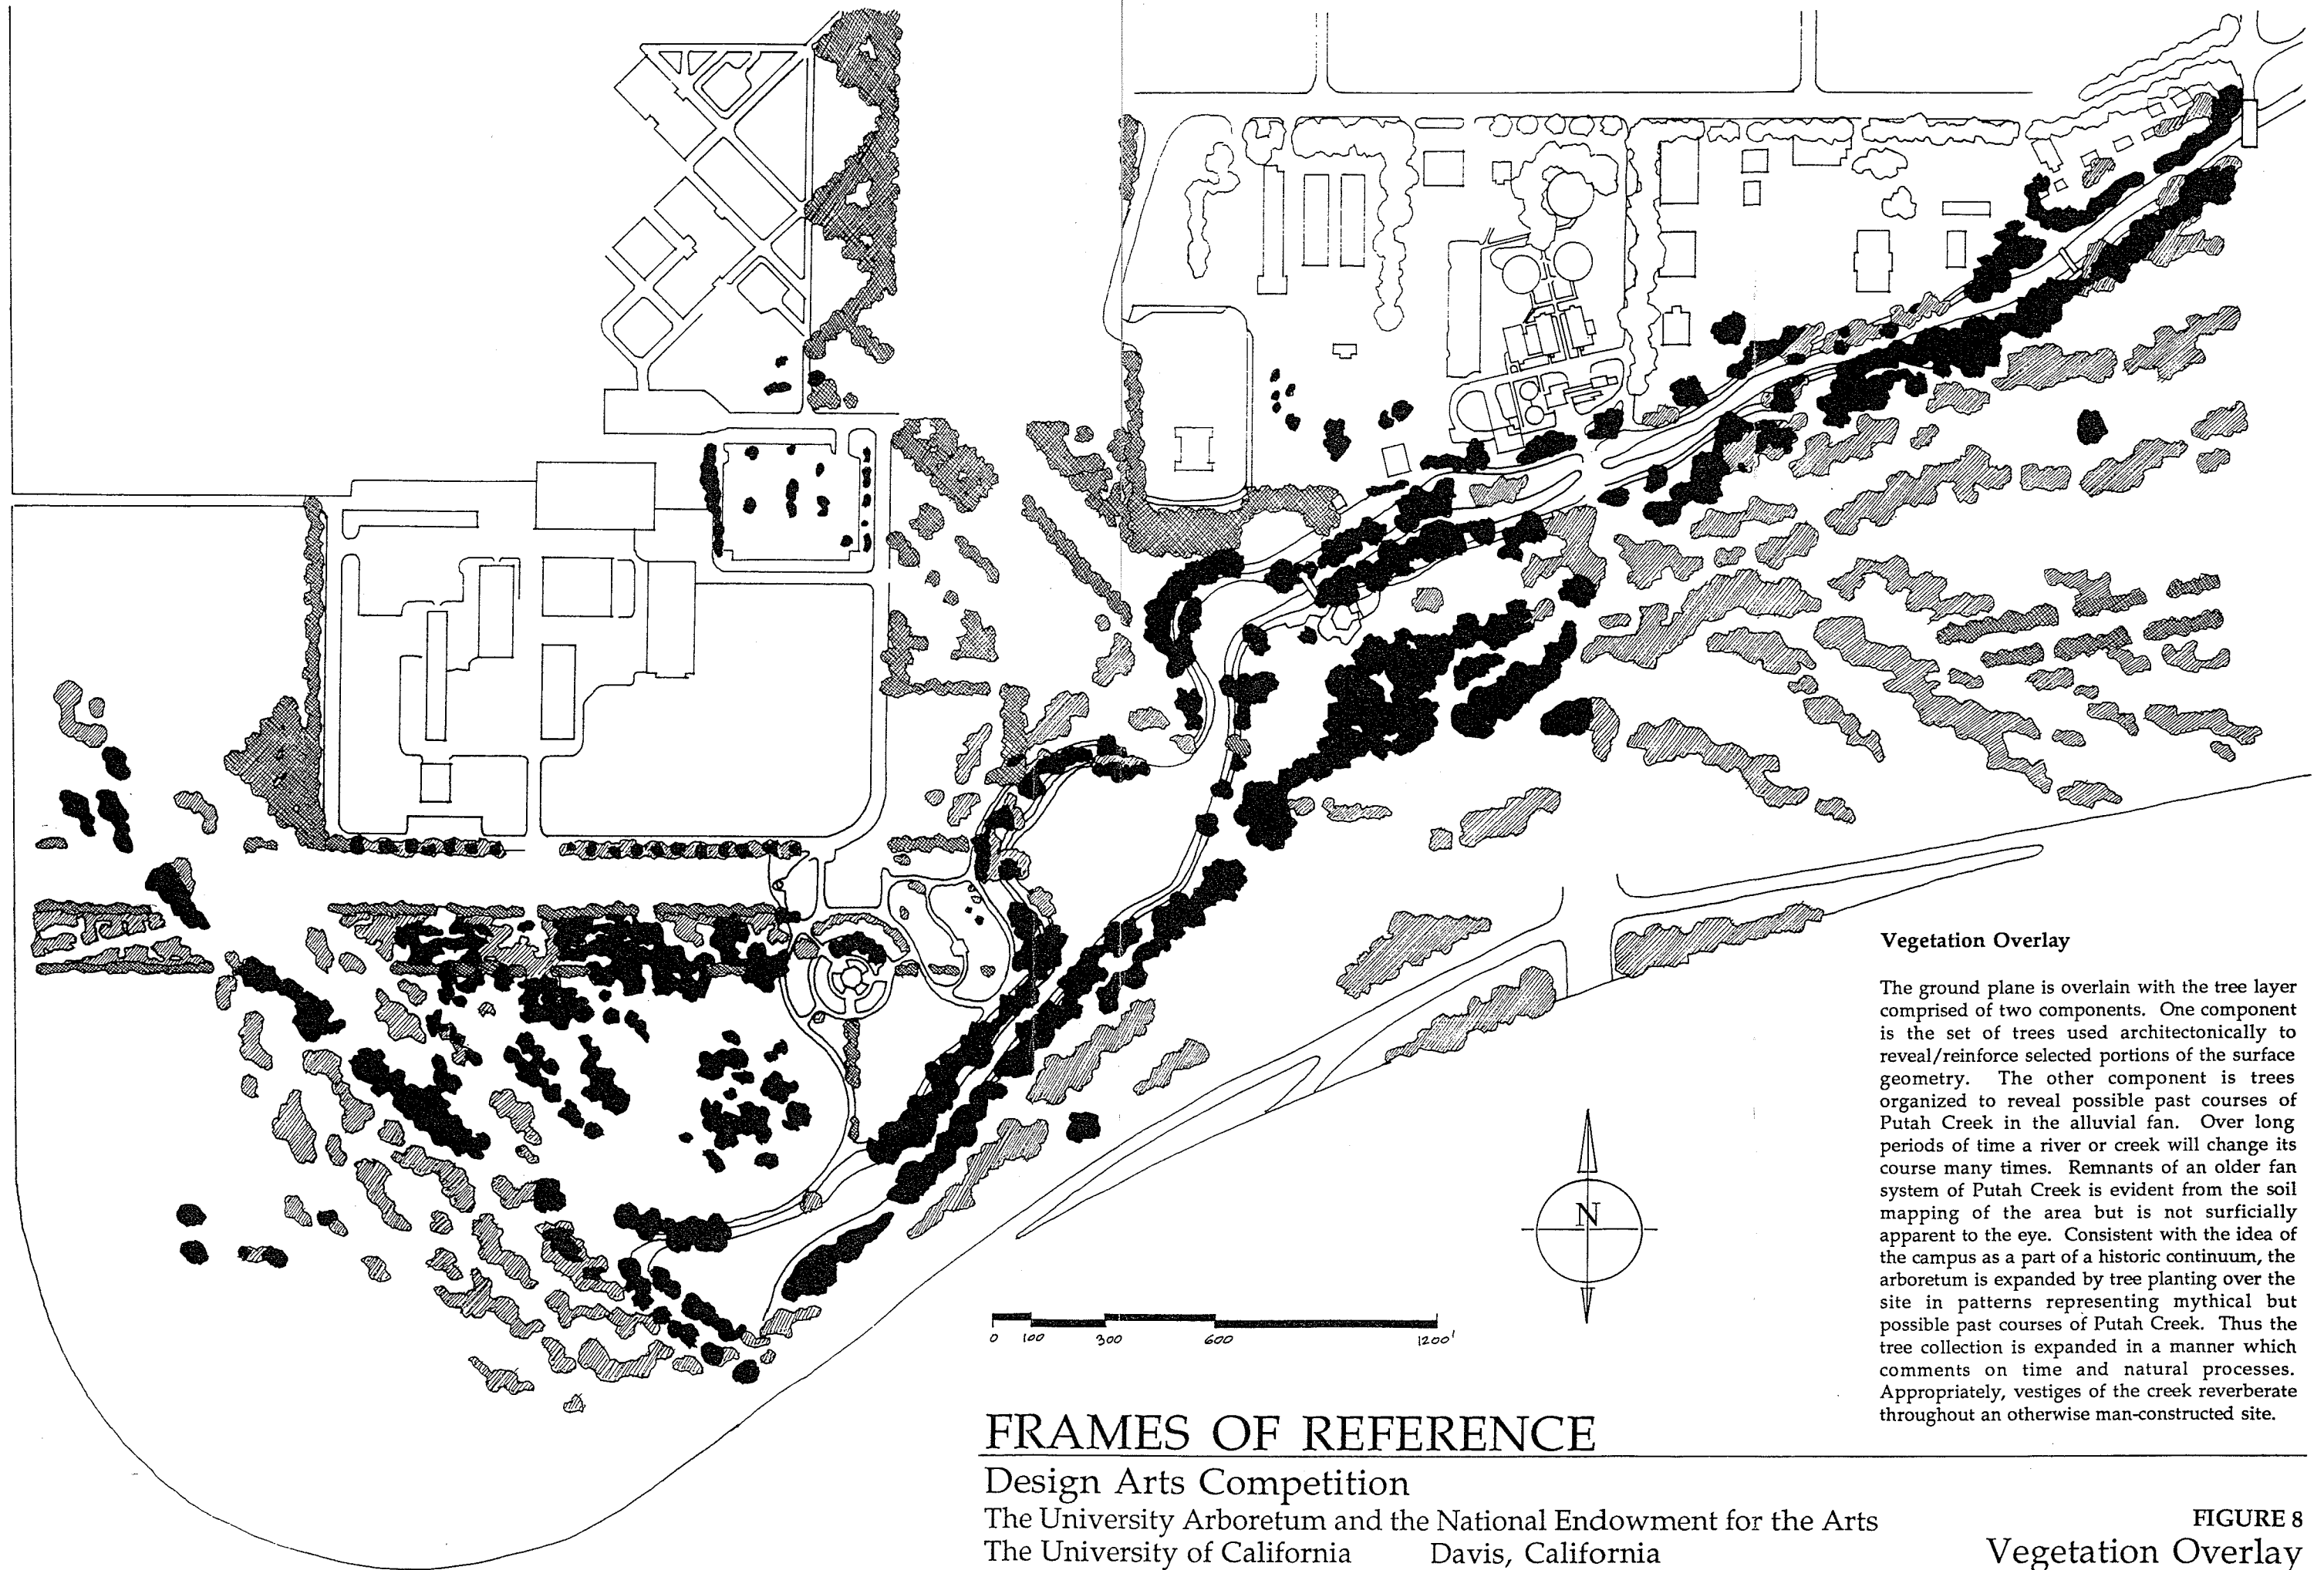 Vegetation Overlay
The ground plane is overlain with the tree layer
comprised of two components. One component
is the set of trees used architectonically to
reveal/reinforce selected portions of the surface
geometry. The other component is trees
organized to reveal possible past courses of
Putah Creek in the alluvial fan. Over long
periods of time a river or creek will change its
course many times. Remnants of an older fan
system of Putah Creek is evident from the soil
mapping of the area but is not surficially
apparent to the eye. Consistent with the idea of
the campus as a part of a historic continuum, the
arboretum is expanded by tree planting over the
site in patterns representing mythical but
possible past courses of Putah Creek. Thus the
tree collection is expanded in a manner which
comments on time and natural processes.
Appropriately, vestiges of the creek reverberate
throughout an otherwise man-constructed site.
N
0 100 300 600 1200'
FRAMES OF REFERENCE
Design Arts Competition
The University Arboretum and the National Endowment for the Arts
The University of California Davis, California
FIGURE 8
Vegetation Overlay